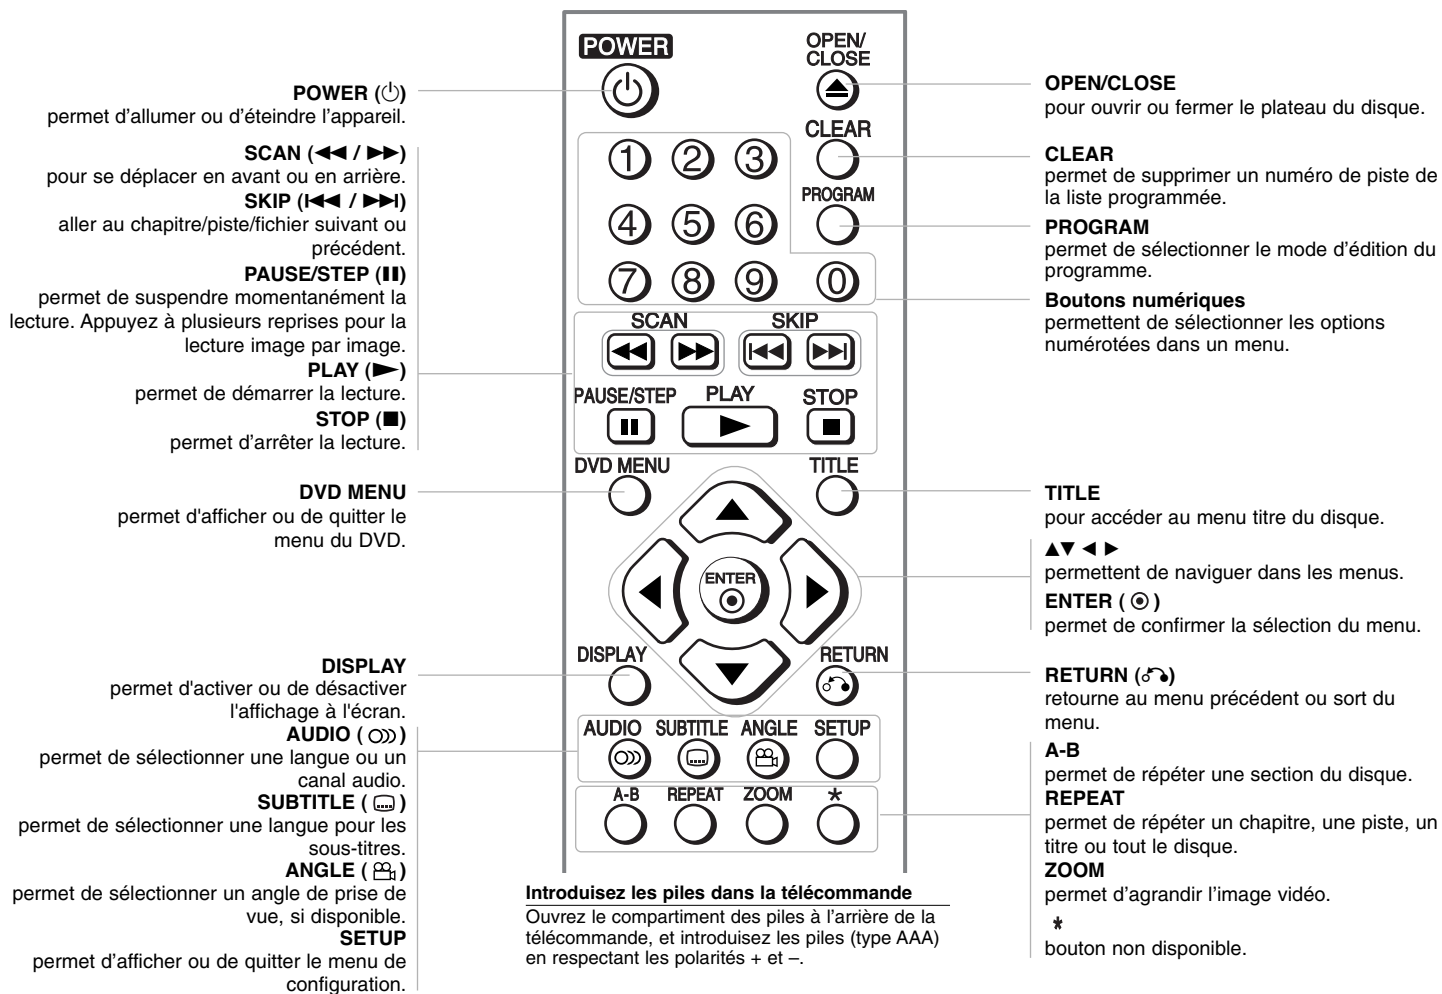 POWER (⏻)
permet d’allumer ou d’éteindre l’appareil.
SCAN (◀◀ / ▶▶)
pour se déplacer en avant ou en arrière.
SKIP (I◀◀ / ▶▶I)
aller au chapitre/piste/fichier suivant ou
précédent.
PAUSE/STEP (II)
permet de suspendre momentanément la
lecture. Appuyez à plusieurs reprises pour la
lecture image par image.
PLAY (▶)
permet de démarrer la lecture.
STOP (■)
permet d’arrêter la lecture.
DVD MENU
permet d'afficher ou de quitter le
menu du DVD.
DISPLAY
permet d'activer ou de désactiver
l'affichage à l'écran.
AUDIO ( )
permet de sélectionner une langue ou un
canal audio.
SUBTITLE ( )
permet de sélectionner une langue pour les
sous-titres.
ANGLE ( )
permet de sélectionner un angle de prise de
vue, si disponible.
SETUP
permet d’afficher ou de quitter le menu de
configuration.
POWER
OPEN/
CLOSE
CLEAR
1 2 3
PROGRAM
4 5 6
7 8 9 0
SCAN SKIP
PAUSE/STEP PLAY STOP
DVD MENU TITLE
ENTER
DISPLAY RETURN
AUDIO SUBTITLE ANGLE SETUP
A-B REPEAT ZOOM *
Introduisez les piles dans la télécommande
Ouvrez le compartiment des piles à l’arrière de la
télécommande, et introduisez les piles (type AAA)
en respectant les polarités + et –.
OPEN/CLOSE
pour ouvrir ou fermer le plateau du disque.
CLEAR
permet de supprimer un numéro de piste de
la liste programmée.
PROGRAM
permet de sélectionner le mode d’édition du
programme.
Boutons numériques
permettent de sélectionner les options
numérotées dans un menu.
TITLE
pour accéder au menu titre du disque.
▲▼ ◀ ▶
permettent de naviguer dans les menus.
ENTER ( ◉ )
permet de confirmer la sélection du menu.
RETURN ( )
retourne au menu précédent ou sort du
menu.
A-B
permet de répéter une section du disque.
REPEAT
permet de répéter un chapitre, une piste, un
titre ou tout le disque.
ZOOM
permet d’agrandir l’image vidéo.
*
bouton non disponible.